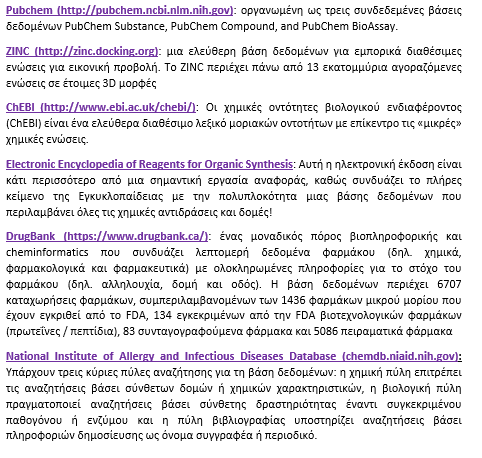 Pubchem (http://pubchem.ncbi.nlm.nih.gov): οργανωμένη ως τρεις συνδεδεμένες βάσεις
δεδομένων PubChem Substance, PubChem Compound, and PubChem BioAssay.
ZINC (http://zinc.docking.org): μια ελεύθερη βάση δεδομένων για εμπορικά διαθέσιμες
ενώσεις για εικονική προβολή. Το ZINC περιέχει πάνω από 13 εκατομμύρια αγοραζόμενες
ενώσεις σε έτοιμες 3D μορφές
ChEBI (http://www.ebi.ac.uk/chebi/): Οι χημικές οντότητες βιολογικού ενδιαφέροντος
(ChEBI) είναι ένα ελεύθερα διαθέσιμο λεξικό μοριακών οντοτήτων με επίκεντρο τις «μικρές»
χημικές ενώσεις.
Electronic Encyclopedia of Reagents for Organic Synthesis: Αυτή η ηλεκτρονική έκδοση είναι
κάτι περισσότερο από μια σημαντική εργασία αναφοράς, καθώς συνδυάζει το πλήρες
κείμενο της Εγκυκλοπαίδειας με την πολυπλοκότητα μιας βάσης δεδομένων που
περιλαμβάνει όλες τις χημικές αντιδράσεις και δομές!
DrugBank (https://www.drugbank.ca/): ένας μοναδικός πόρος βιοπληροφορικής και
cheminformatics που συνδυάζει λεπτομερή δεδομένα φαρμάκου (δηλ. χημικά,
φαρμακολογικά και φαρμακευτικά) με ολοκληρωμένες πληροφορίες για το στόχο του
φαρμάκου (δηλ. αλληλουχία, δομή και οδός). Η βάση δεδομένων περιέχει 6707
καταχωρήσεις φαρμάκων, συμπεριλαμβανομένων των 1436 φαρμάκων μικρού μορίου που
έχουν εγκριθεί από το FDA, 134 εγκεκριμένων από την FDA βιοτεχνολογικών φαρμάκων
(πρωτεΐνες / πεπτίδια), 83 συνταγογραφούμενα φάρμακα και 5086 πειραματικά φάρμακα
National Institute of Allergy and Infectious Diseases Database (chemdb.niaid.nih.gov):
Υπάρχουν τρεις κύριες πύλες αναζήτησης για τη βάση δεδομένων: η χημική πύλη επιτρέπει
τις αναζητήσεις βάσει σύνθετων δομών ή χημικών χαρακτηριστικών, η βιολογική πύλη
πραγματοποιεί αναζητήσεις βάσει σύνθετης δραστηριότητας έναντι συγκεκριμένου
παθογόνου ή ενζύμου και η πύλη βιβλιογραφίας υποστηρίζει αναζητήσεις βάσει
πληροφοριών δημοσίευσης ως όνομα συγγραφέα ή περιοδικό.